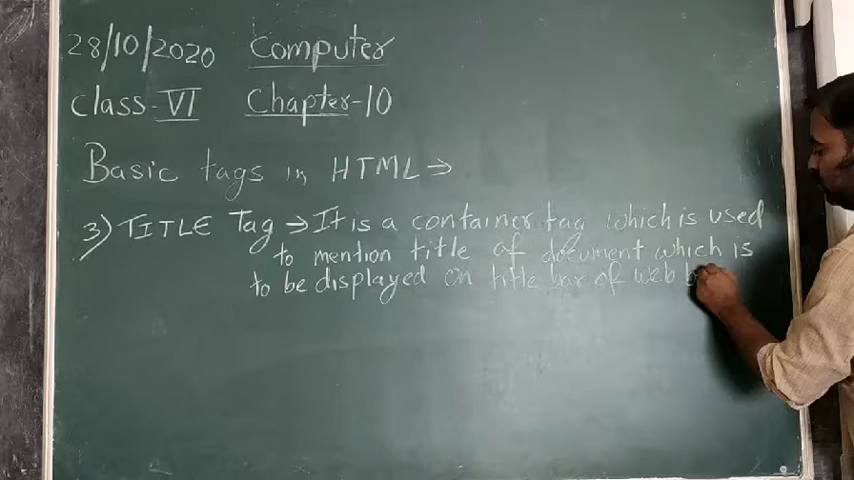 28/10/2020 Computer
Class-VI Chapter-10
Basic tags in HTML →
3) TITLE Tag → It is a container tag which is used
to mention title of document which is
to be displayed on title bar of web b